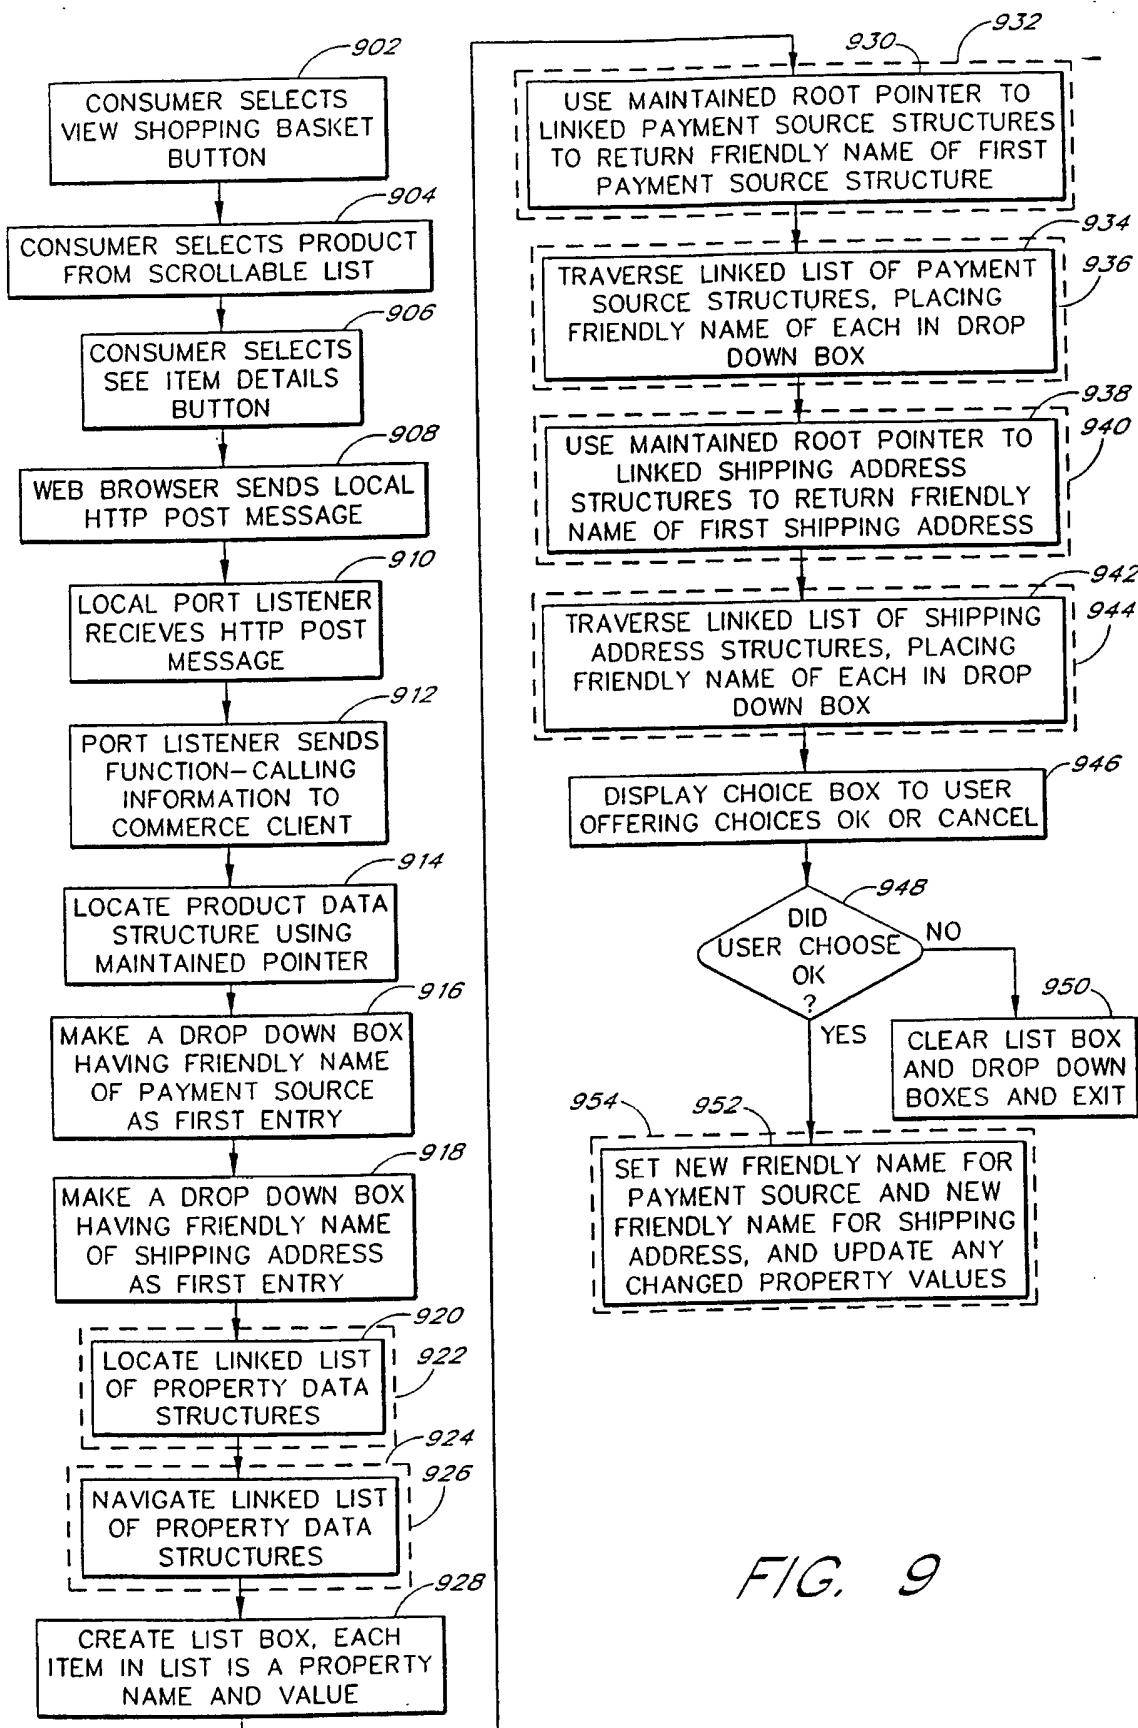 902
CONSUMER SELECTS
VIEW SHOPPING BASKET
BUTTON
904
CONSUMER SELECTS PRODUCT
FROM SCROLLABLE LIST
906
CONSUMER SELECTS
SEE ITEM DETAILS
BUTTON
908
WEB BROWSER SENDS LOCAL
HTTP POST MESSAGE
910
LOCAL PORT LISTENER
RECIEVES HTTP POST
MESSAGE
912
PORT LISTENER SENDS
FUNCTION-CALLING
INFORMATION TO
COMMERCE CLIENT
914
LOCATE PRODUCT DATA
STRUCTURE USING
MAINTAINED POINTER
916
MAKE A DROP DOWN BOX
HAVING FRIENDLY NAME
OF PAYMENT SOURCE
AS FIRST ENTRY
918
MAKE A DROP DOWN BOX
HAVING FRIENDLY NAME
OF SHIPPING ADDRESS
AS FIRST ENTRY
920
922
LOCATE LINKED LIST
OF PROPERTY DATA
STRUCTURES
924
926
NAVIGATE LINKED LIST
OF PROPERTY DATA
STRUCTURES
928
CREATE LIST BOX, EACH
ITEM IN LIST IS A PROPERTY
NAME AND VALUE
930
932
USE MAINTAINED ROOT POINTER TO
LINKED PAYMENT SOURCE STRUCTURES
TO RETURN FRIENDLY NAME OF FIRST
PAYMENT SOURCE STRUCTURE
934
936
TRAVERSE LINKED LIST OF PAYMENT
SOURCE STRUCTURES, PLACING
FRIENDLY NAME OF EACH IN DROP
DOWN BOX
938
940
USE MAINTAINED ROOT POINTER TO
LINKED SHIPPING ADDRESS
STRUCTURES TO RETURN FRIENDLY
NAME OF FIRST SHIPPING ADDRESS
942
944
TRAVERSE LINKED LIST OF SHIPPING
ADDRESS STRUCTURES, PLACING
FRIENDLY NAME OF EACH IN DROP
DOWN BOX
946
DISPLAY CHOICE BOX TO USER
OFFERING CHOICES OK OR CANCEL
948
DID
USER CHOOSE
OK
?
NO
YES
950
CLEAR LIST BOX
AND DROP DOWN
BOXES AND EXIT
954
952
SET NEW FRIENDLY NAME FOR
PAYMENT SOURCE AND NEW
FRIENDLY NAME FOR SHIPPING
ADDRESS, AND UPDATE ANY
CHANGED PROPERTY VALUES
FIG. 9